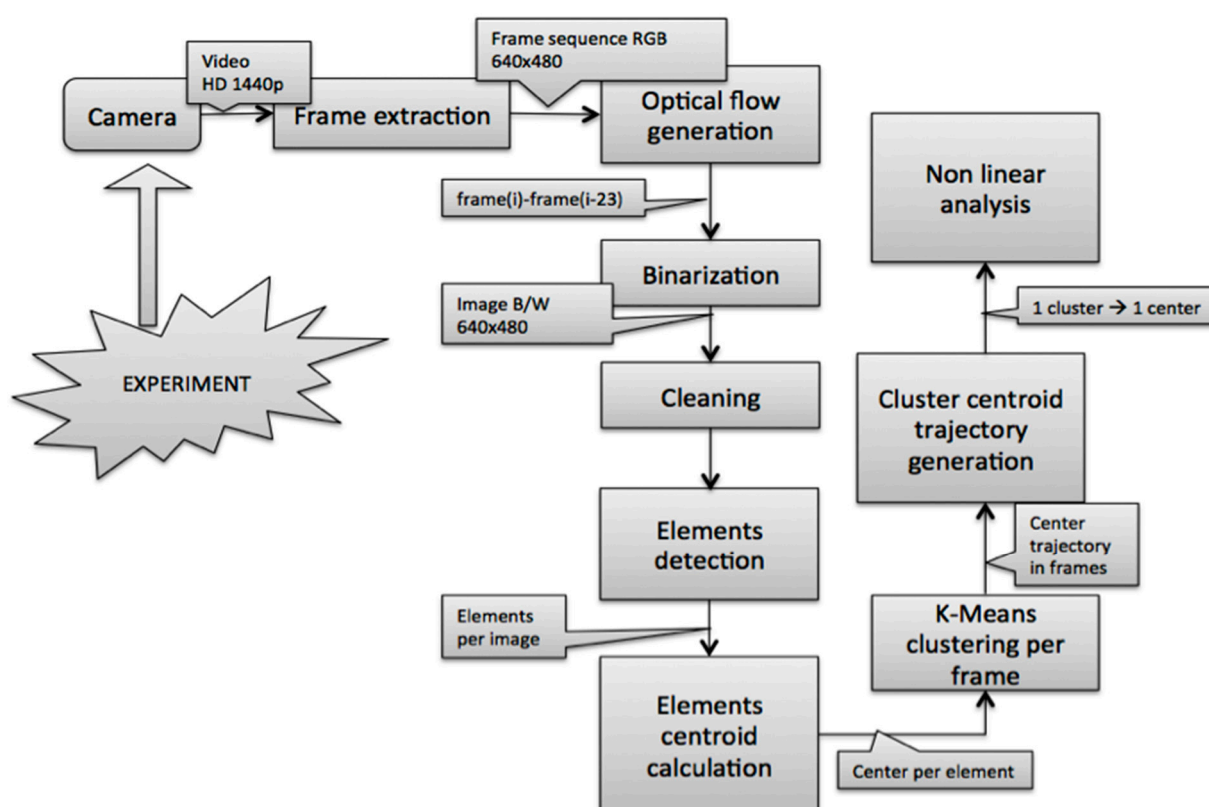 Video
HD 1440p
Frame sequence RGB
640x480
Camera
Frame extraction
Optical flow
generation
frame(i)-frame(i-23)
Binarization
Image B/W
640x480
Cleaning
EXPERIMENT
Elements
detection
Elements
per image
Elements
centroid
calculation
Center per element
K-Means
clustering per
frame
Center
trajectory
in frames
Cluster centroid
trajectory
generation
1 cluster → 1 center
Non linear
analysis